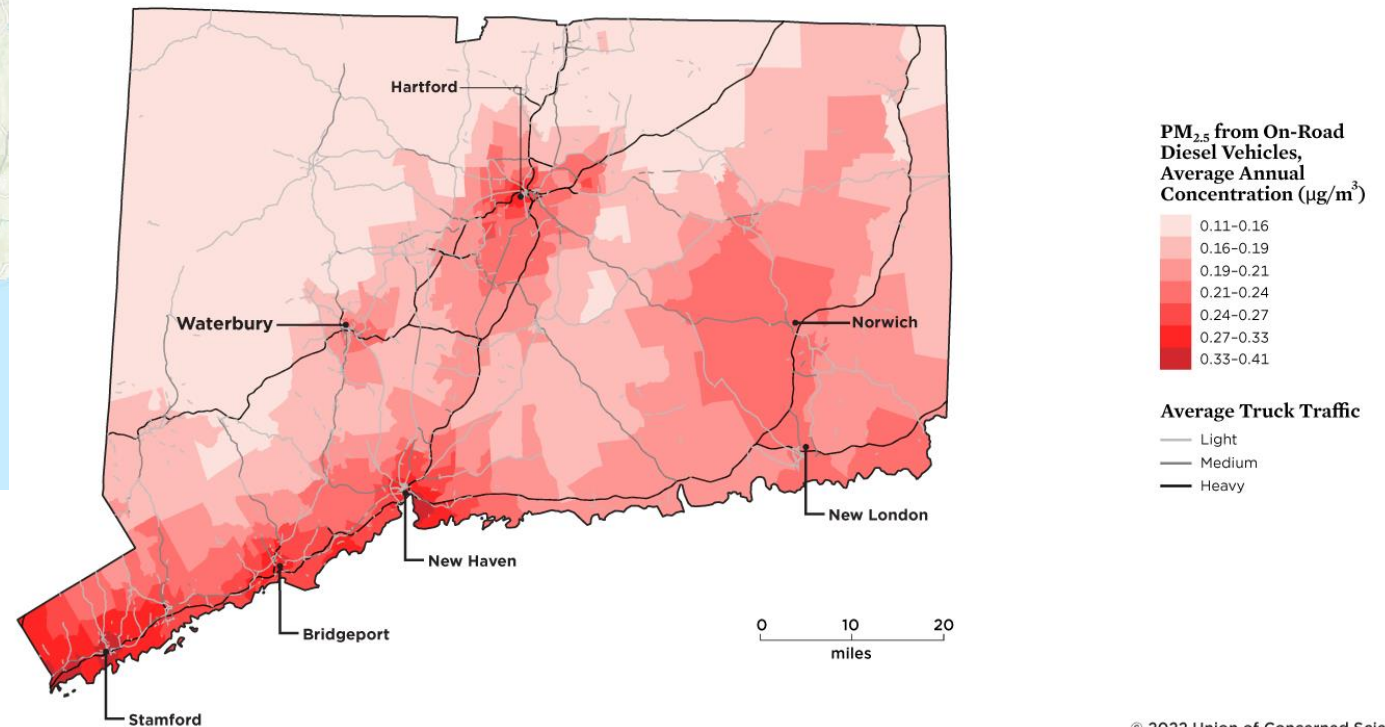 Hartford
Waterbury
Norwich
New London
New Haven
Bridgeport
Stamford
0 10 20
miles
PM2.5 from On-Road
Diesel Vehicles,
Average Annual
Concentration (μg/m³)
0.11–0.16
0.16–0.19
0.19–0.21
0.21–0.24
0.24–0.27
0.27–0.33
0.33–0.41
Average Truck Traffic
Light
Medium
Heavy
© 2022 Union of Concerned